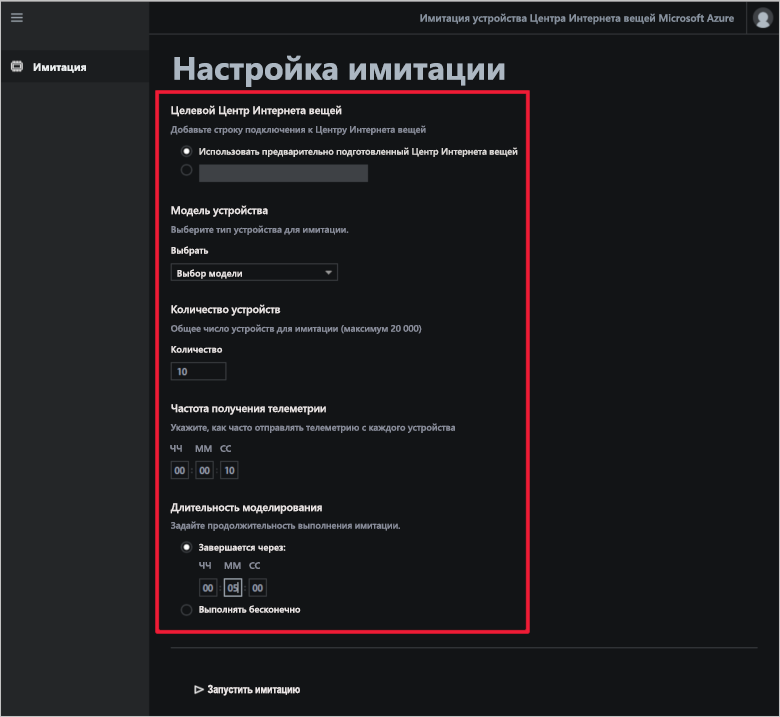 Имитация устройства Центра Интернета вещей Microsoft Azure
Имитация
Настройка имитации
Целевой Центр Интернета вещей
Добавьте строку подключения к Центру Интернета вещей
Использовать предварительно подготовленный Центр Интернета вещей
Модель устройства
Выберите тип устройства для имитации.
Выбрать
Выбор модели
Количество устройств
Общее число устройств для имитации (максимум 20 000)
Количество
10
Частота получения телеметрии
Укажите, как часто отправлять телеметрию с каждого устройства
ЧЧ ММ СС
00 : 00 : 10
Длительность моделирования
Задайте продолжительность выполнения имитации.
Завершается через:
ЧЧ ММ СС
00 : 05 : 00
Выполнять бесконечно
Запустить имитацию